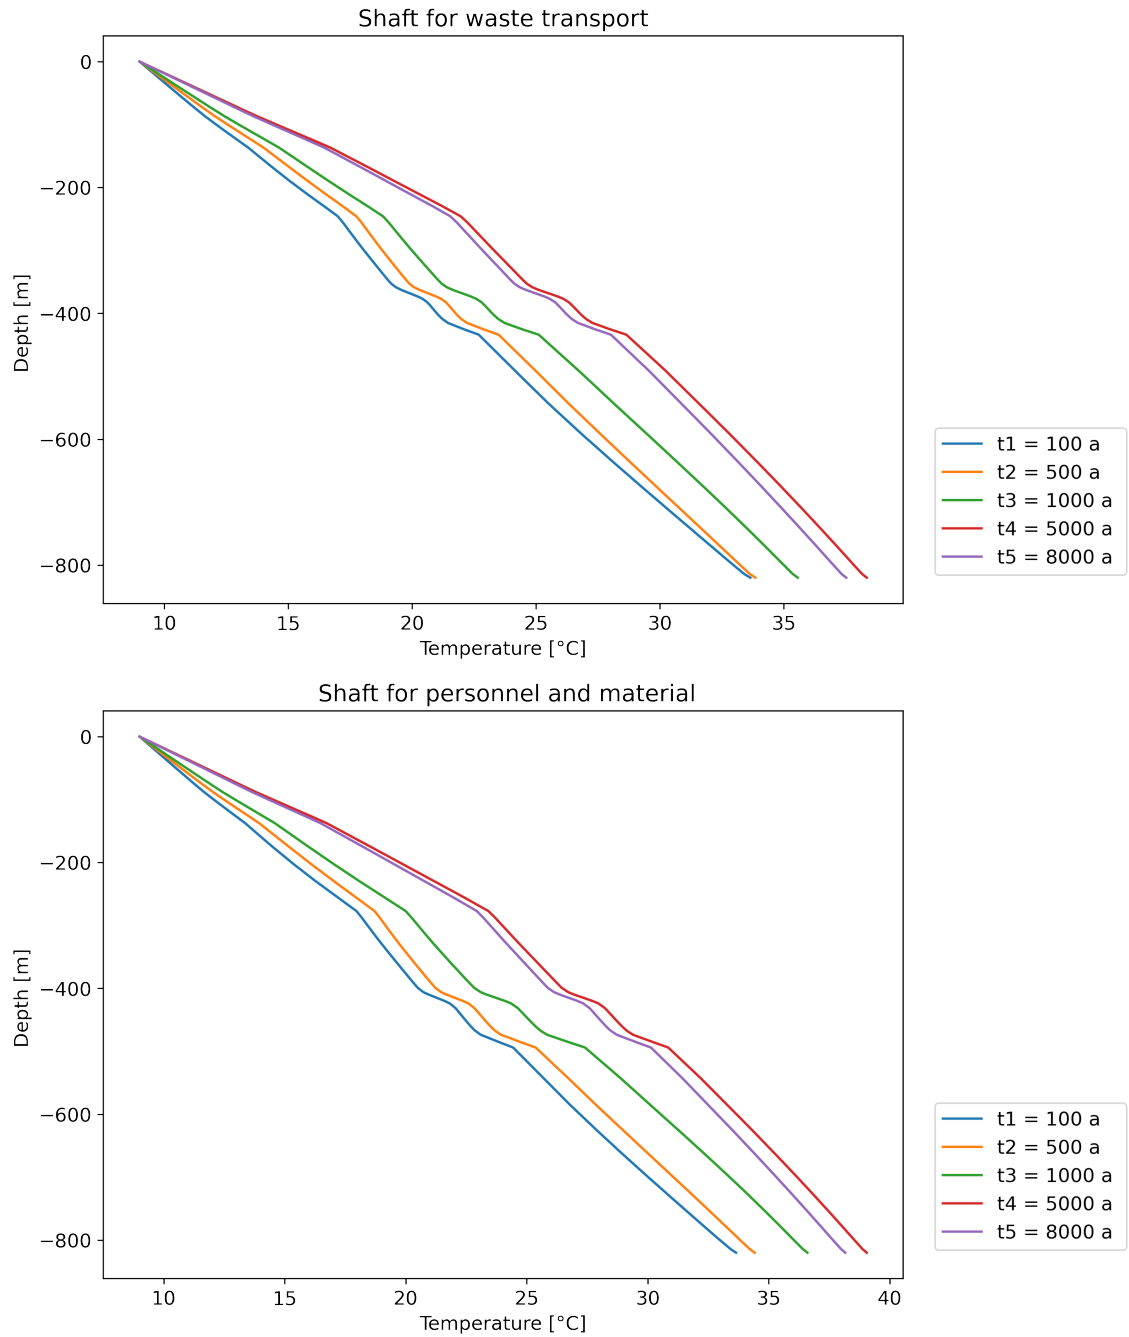 Shaft for waste transport
0
−200
−400
−600
−800
Depth [m]
10 15 20 25 30 35
Temperature [°C]
t1 = 100 a
t2 = 500 a
t3 = 1000 a
t4 = 5000 a
t5 = 8000 a
Shaft for personnel and material
0
−200
−400
−600
−800
Depth [m]
10 15 20 25 30 35 40
Temperature [°C]
t1 = 100 a
t2 = 500 a
t3 = 1000 a
t4 = 5000 a
t5 = 8000 a